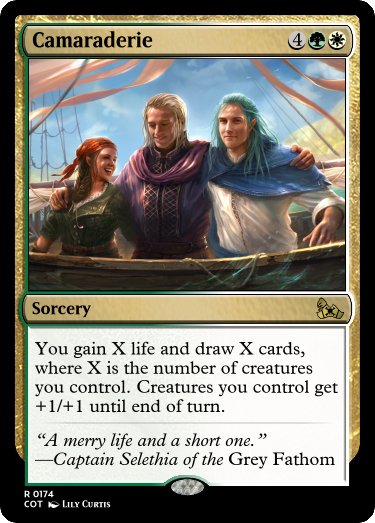 Camaraderie 4
Sorcery
You gain X life and draw X cards,
where X is the number of creatures
you control. Creatures you control get
+1/+1 until end of turn.
“A merry life and a short one.”
—Captain Selethia of the Grey Fathom
R 0174
COT Lily Curtis